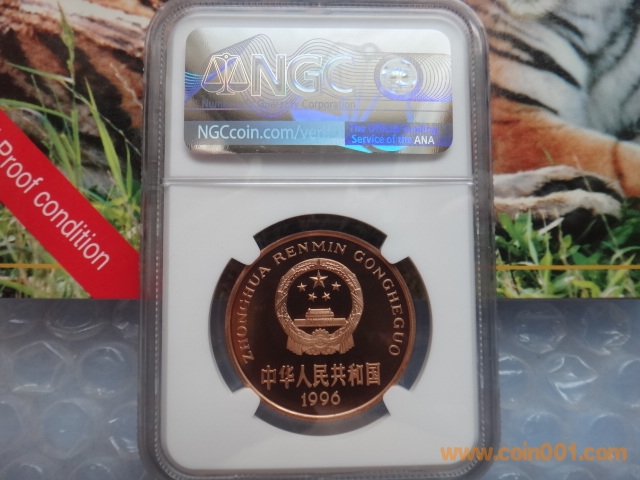 NGC
Corporation
NGCcoin.com/verify
The Official Grading
Service of the ANA
Proof condition
ZHONGHUA RENMIN GONGHEGUO
中华人民共和国
1996
www.coin001.com